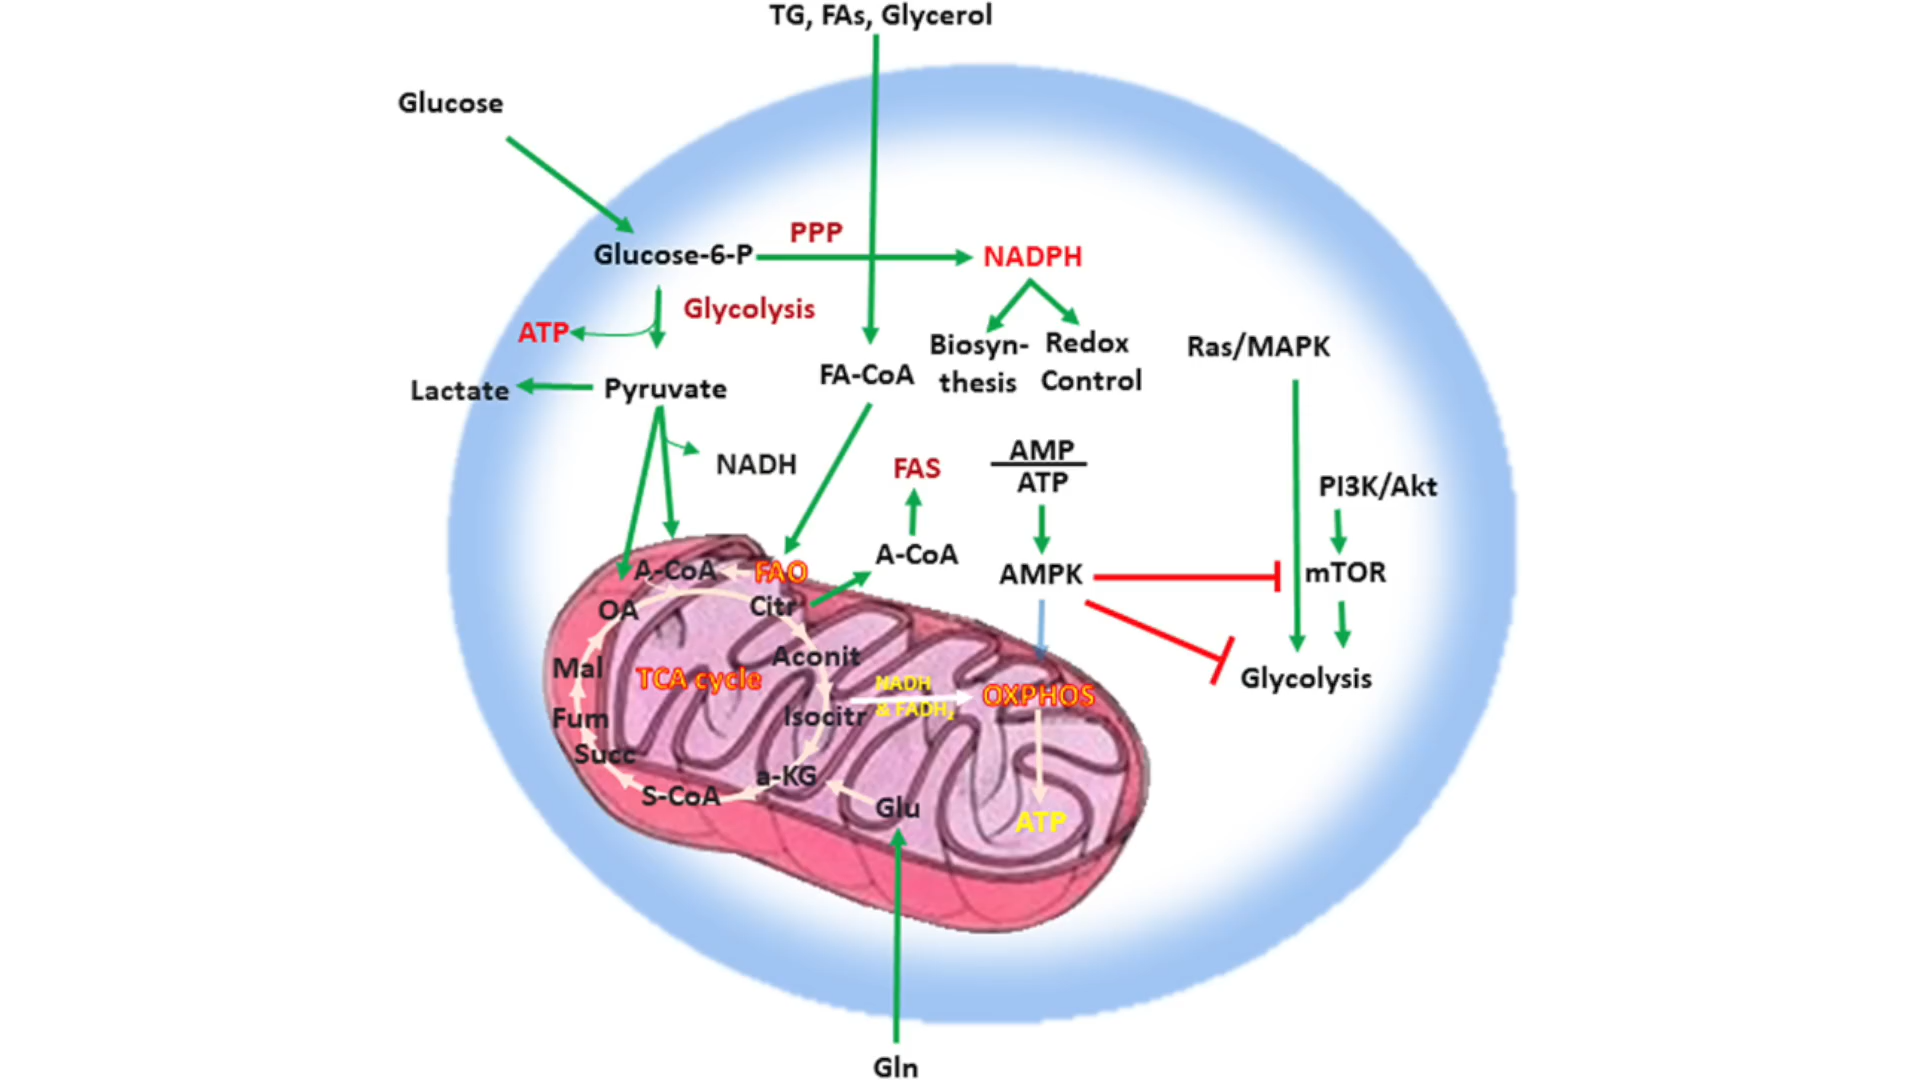 TG, FAs, Glycerol
Glucose
PPP
Glucose-6-P
NADPH
Glycolysis
ATP
Biosyn-
thesis
Redox
Control
Ras/MAPK
FA-CoA
Lactate
Pyruvate
NADH
FAS
AMP
ATP
PI3K/Akt
A-CoA
A-CoA
FAO
AMPK
mTOR
OA
Citr
Aconit
Mal
TCA cycle
NADH
& FADH₂
OXPHOS
Glycolysis
Fum
Isocitr
Succ
a-KG
S-CoA
Glu
ATP
Gln